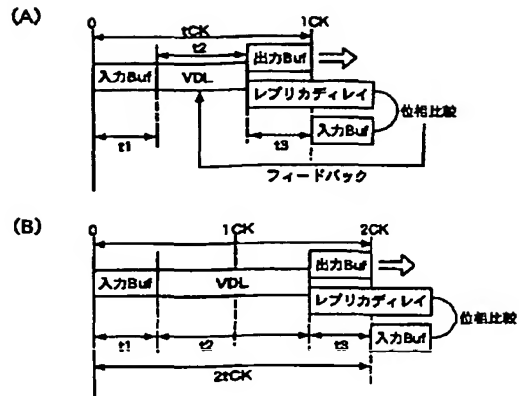 (A)
0 tCK 1CK
t2
出力Buf
入力Buf VDL
レプリカディレイ
位相比較
入力Buf
t1 t3
フィードバック
(B)
0 1CK 2CK
出力Buf
入力Buf VDL
レプリカディレイ
位相比較
t1 t2 t3 入力Buf
2tCK